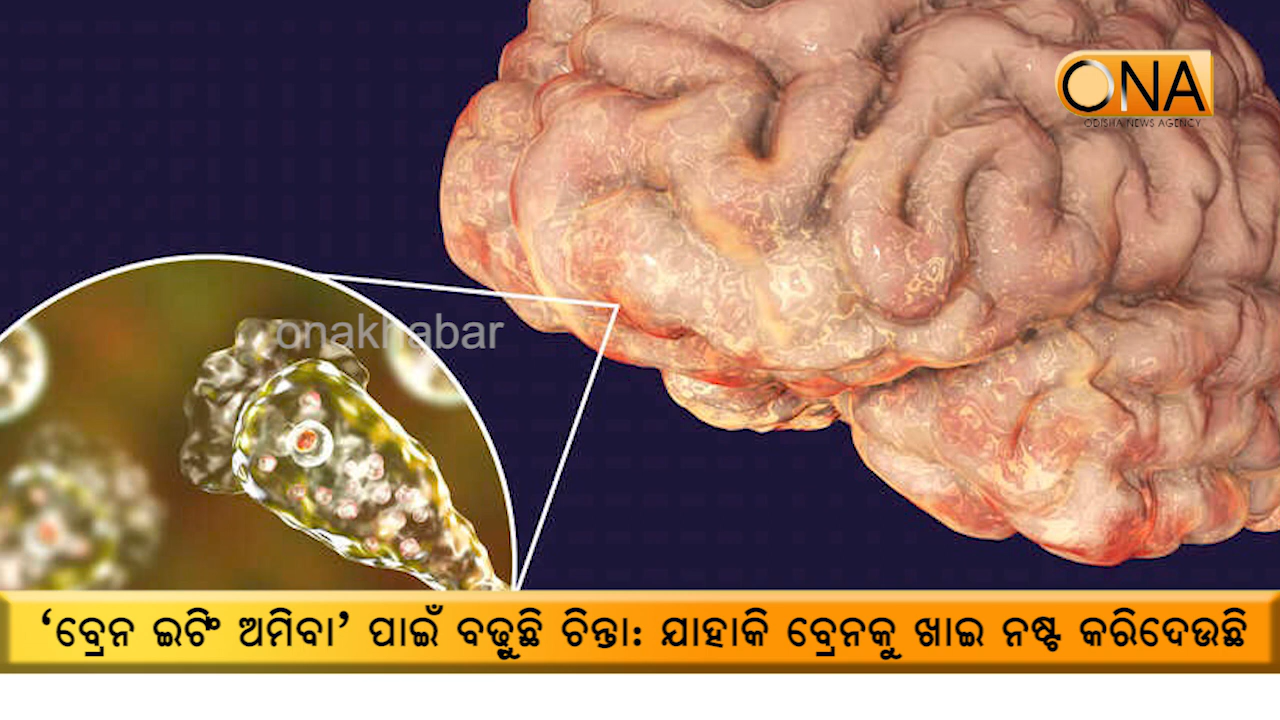 ONA
ODISHA NEWS AGENCY
onakhabar
‘ବ୍ରେନ ଇଟିଂ ଅମିବା’ ପାଇଁ ବଢ଼ୁଛି ଚିନ୍ତା: ଯାହାକି ବ୍ରେନକୁ ଖାଇ ନଷ୍ଟ କରିଦେଉଛି